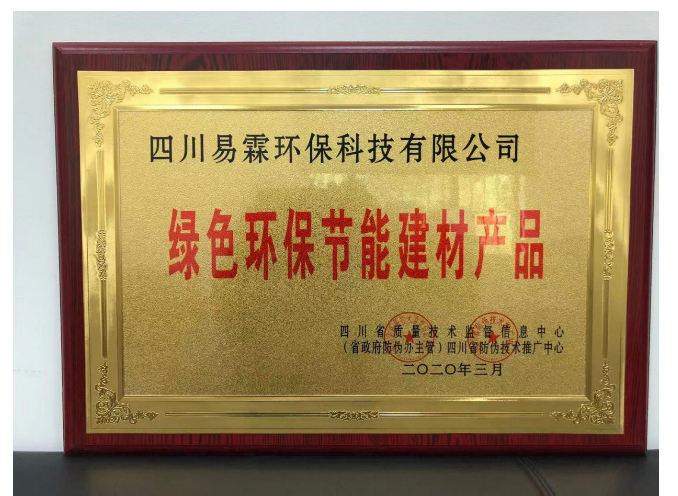 四川易霖环保科技有限公司
绿色环保节能建材产品
四川省质量技术监督信息中心
（省政府防伪办主管）四川省防伪技术推广中心
二〇二〇年三月